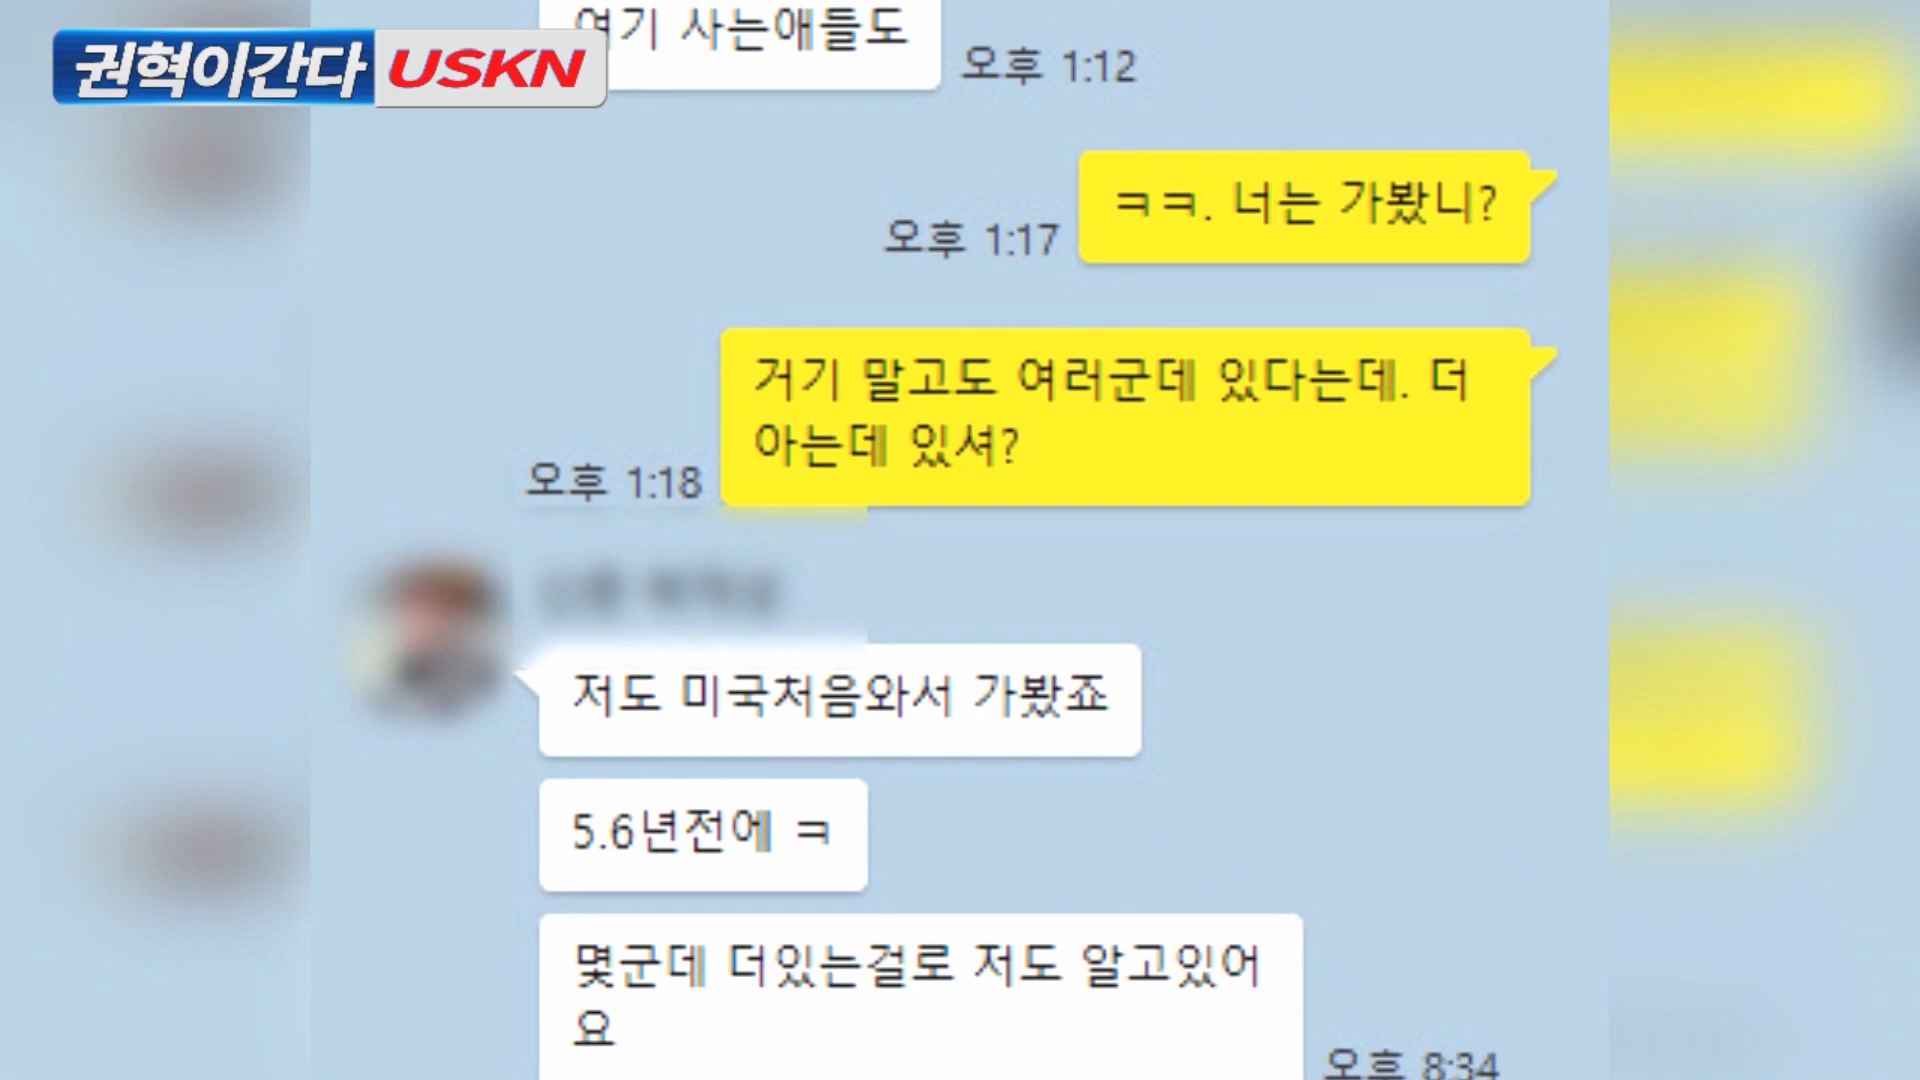 권혁이간다 USKN
여기 사는애들도
오후 1:12
ㅋㅋ. 너는 가봤니?
오후 1:17
거기 말고도 여러군데 있다는데. 더
아는데 있셔?
오후 1:18
저도 미국처음와서 가봤죠
5.6년전에 ㅋ
몇군데 더있는걸로 저도 알고있어
요
오후 8:34